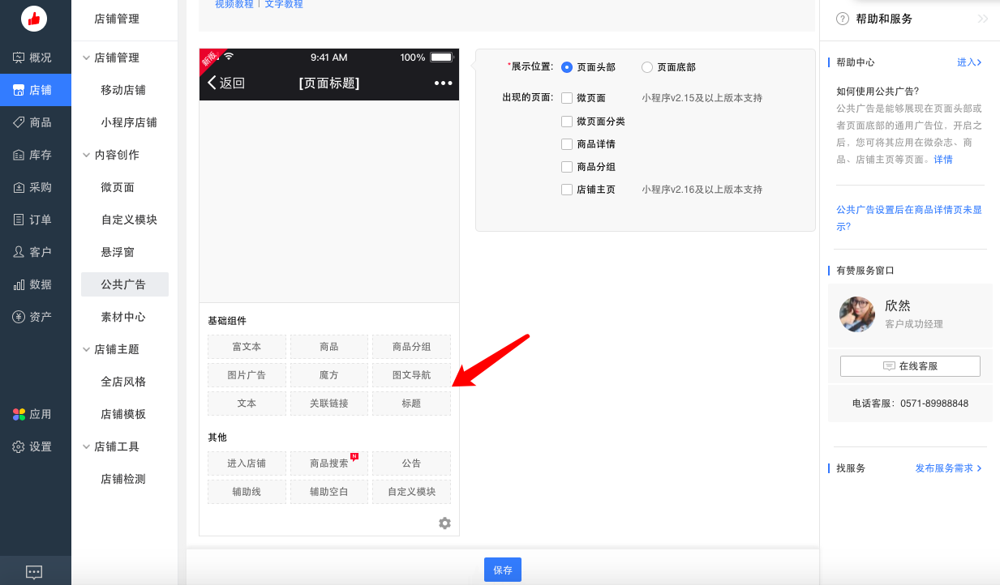 概况
店铺
商品
库存
采购
订单
客户
数据
资产
应用
设置
店铺管理
店铺管理
移动店铺
小程序店铺
内容创作
微页面
自定义模块
悬浮窗
公共广告
素材中心
店铺主题
全店风格
店铺模板
店铺工具
店铺检测
视频教程 | 文字教程
新版
9:41 AM 100%
返回 [页面标题]
基础组件
富文本 商品 商品分组
图片广告 魔方 图文导航
文本 关联链接 标题
其他
进入店铺 商品搜索 N 公告
辅助线 辅助空白 自定义模块
*展示位置: 页面头部 页面底部
出现的页面: 微页面 小程序v2.15及以上版本支持
微页面分类
商品详情
商品分组
店铺主页 小程序v2.16及以上版本支持
保存
? 帮助和服务
帮助中心 进入
如何使用公共广告?
公共广告是能够展现在页面头部或
者页面底部的通用广告位，开启之
后，您可将其应用在微杂志、商
品、店铺主页等页面。详情
公共广告设置后在商品详情页未显
示?
有赞服务窗口
欣然
客户成功经理
在线客服
电话客服：0571-89988848
找服务 发布服务需求